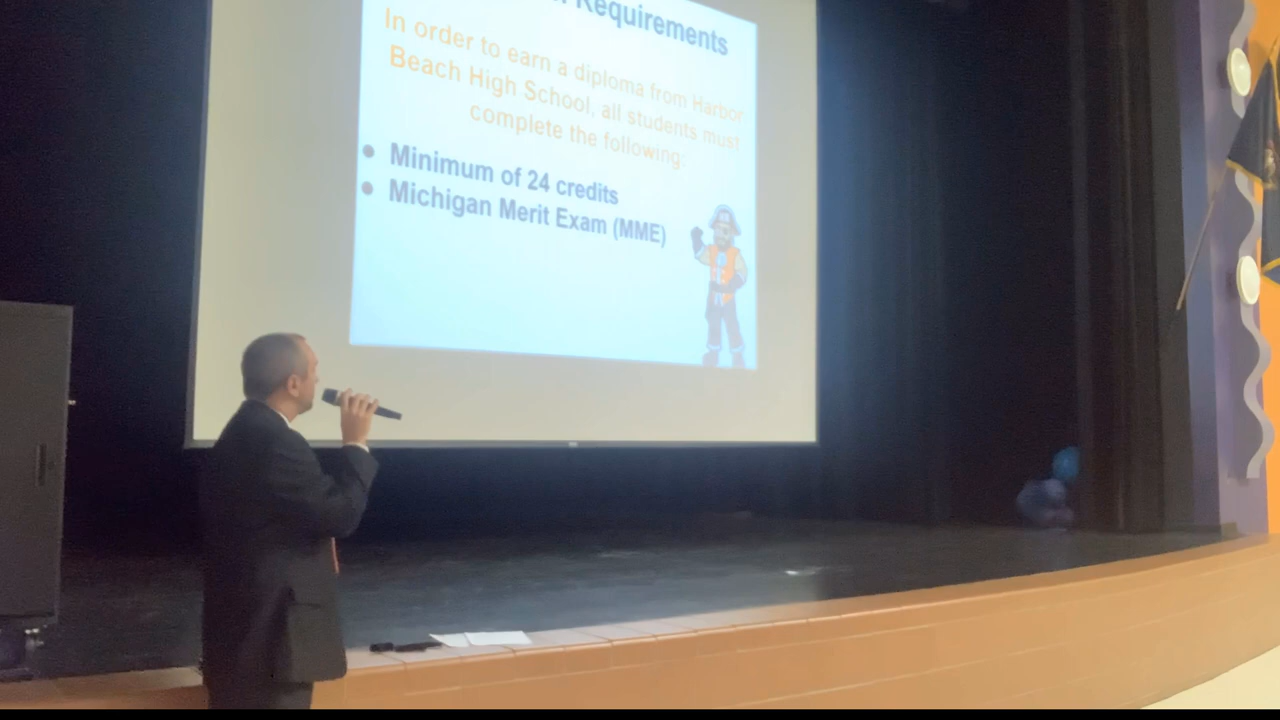 Requirements
In order to earn a diploma from Harbor
Beach High School, all students must
complete the following:
• Minimum of 24 credits
• Michigan Merit Exam (MME)